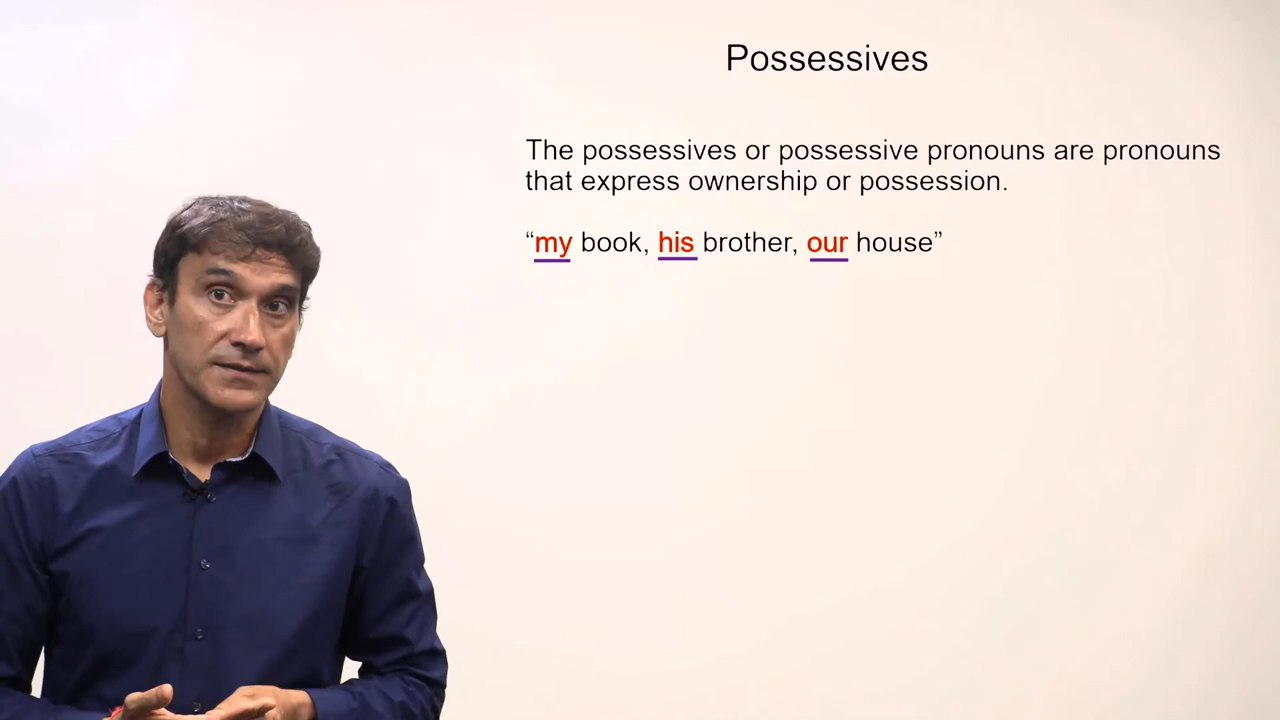 Possessives
The possessives or possessive pronouns are pronouns
that express ownership or possession.
“my book, his brother, our house”